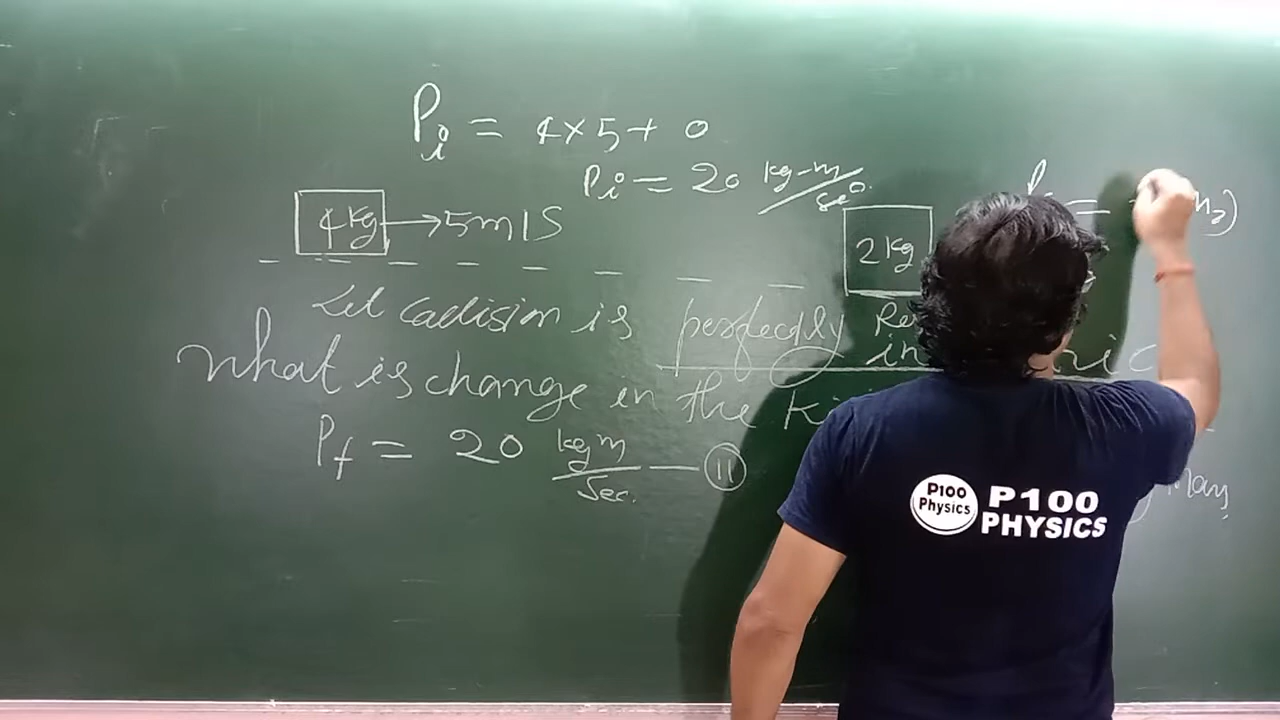 Pi = 4×5+ 0
Pi = 20 kg-m/sec.
P =
4kg → 5m/S
2kg
Let collision is perfectly
What is change in the
Pf = 20 kgm/Sec. — II
P100 Physics
P100
PHYSICS